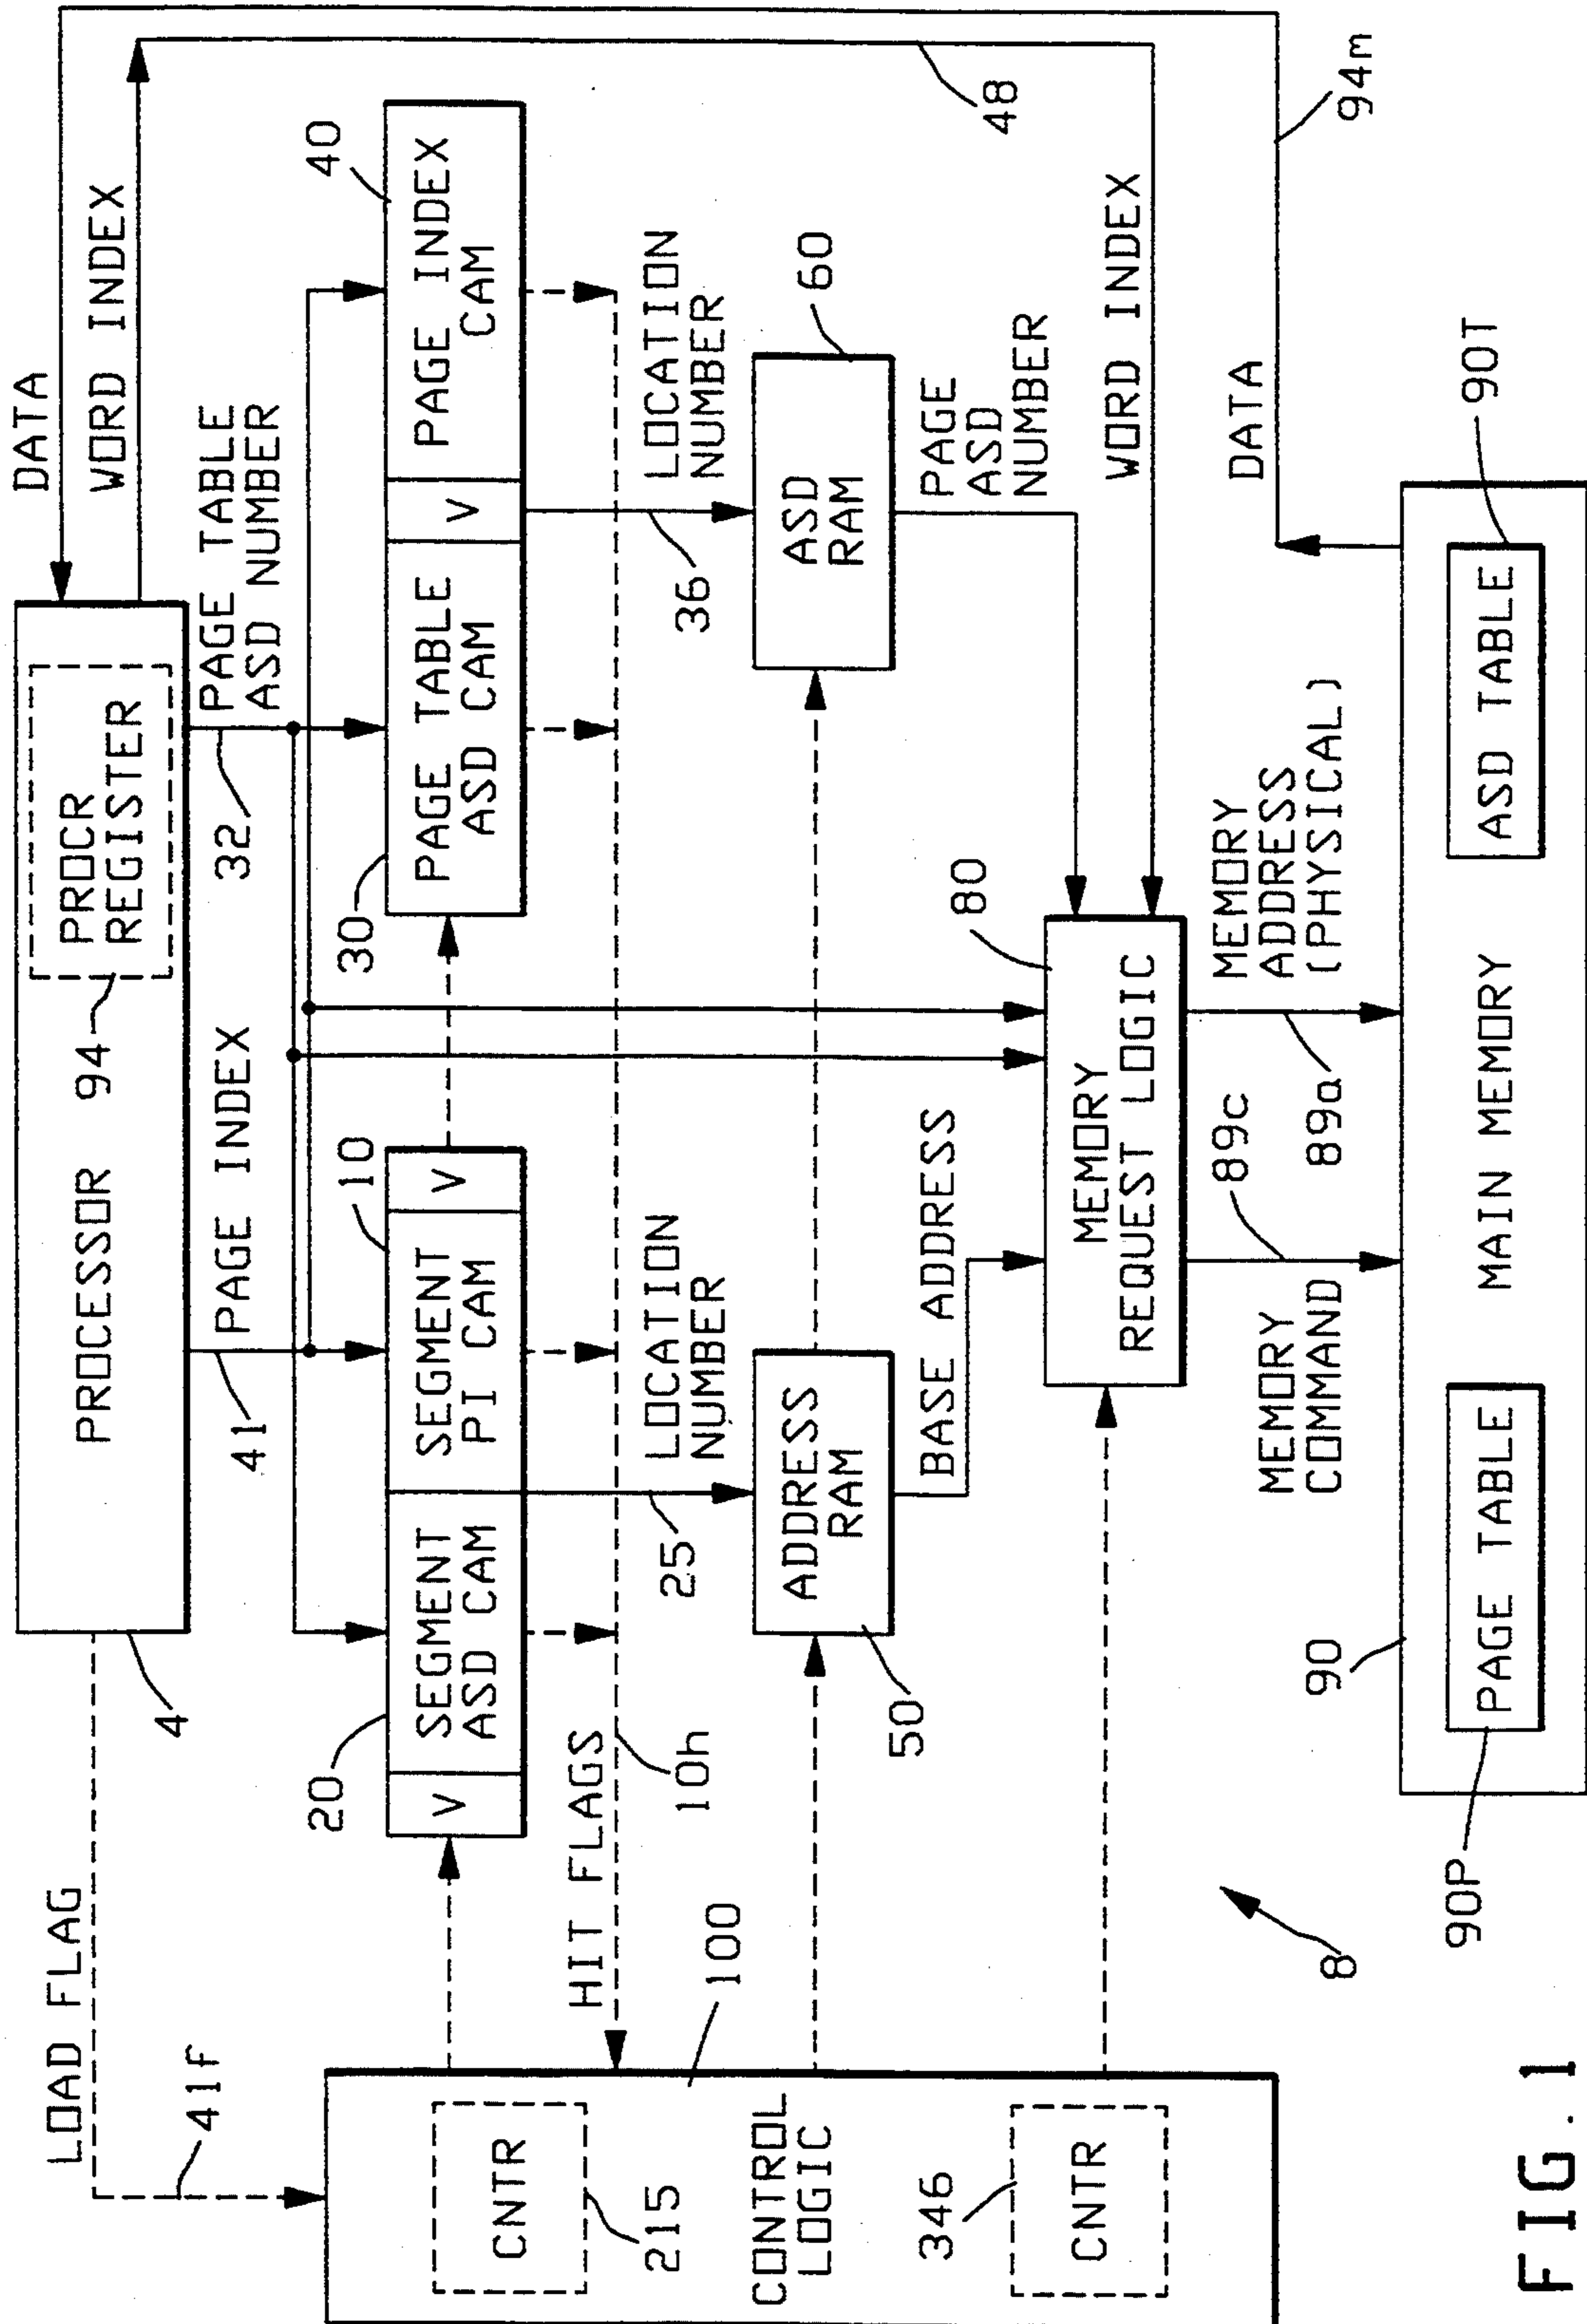 LOAD FLAG
41f
DATA
WORD INDEX
PROCESSOR
94
PROCR
REGISTER
4
41
PAGE INDEX
32
PAGE TABLE
ASD NUMBER
20
V
SEGMENT
ASD CAM
SEGMENT
PI CAM
V
10
30
PAGE TABLE
ASD CAM
V
PAGE INDEX
CAM
40
HIT FLAGS
10h
25
LOCATION
NUMBER
36
LOCATION
NUMBER
100
CONTROL
LOGIC
CNTR
215
346
CNTR
50
ADDRESS
RAM
BASE ADDRESS
ASD
RAM
60
PAGE
ASD
NUMBER
48
80
MEMORY
REQUEST LOGIC
WORD INDEX
MEMORY
COMMAND
89c
89a
MEMORY
ADDRESS
(PHYSICAL)
DATA
94m
8
90
90P
PAGE TABLE
MAIN MEMORY
ASD TABLE
90T
FIG.1